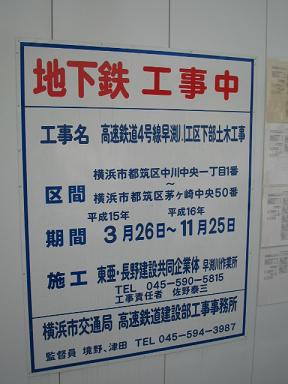 地下鉄 工事中
工事名 高速鉄道4号線早渕川工区下部土木工事
横浜市都筑区中川中央一丁目1番
区間 ～
横浜市都筑区茅ヶ崎中央50番
平成15年 平成16年
期間 3月26日～11月25日
施工 東亜・長野建設共同企業体 早渕川作業所
TEL 045-590-5815
工事責任者 佐野泰三
横浜市交通局 高速鉄道建設部工事事務所
監督員 境野、津田 TEL 045-594-3987